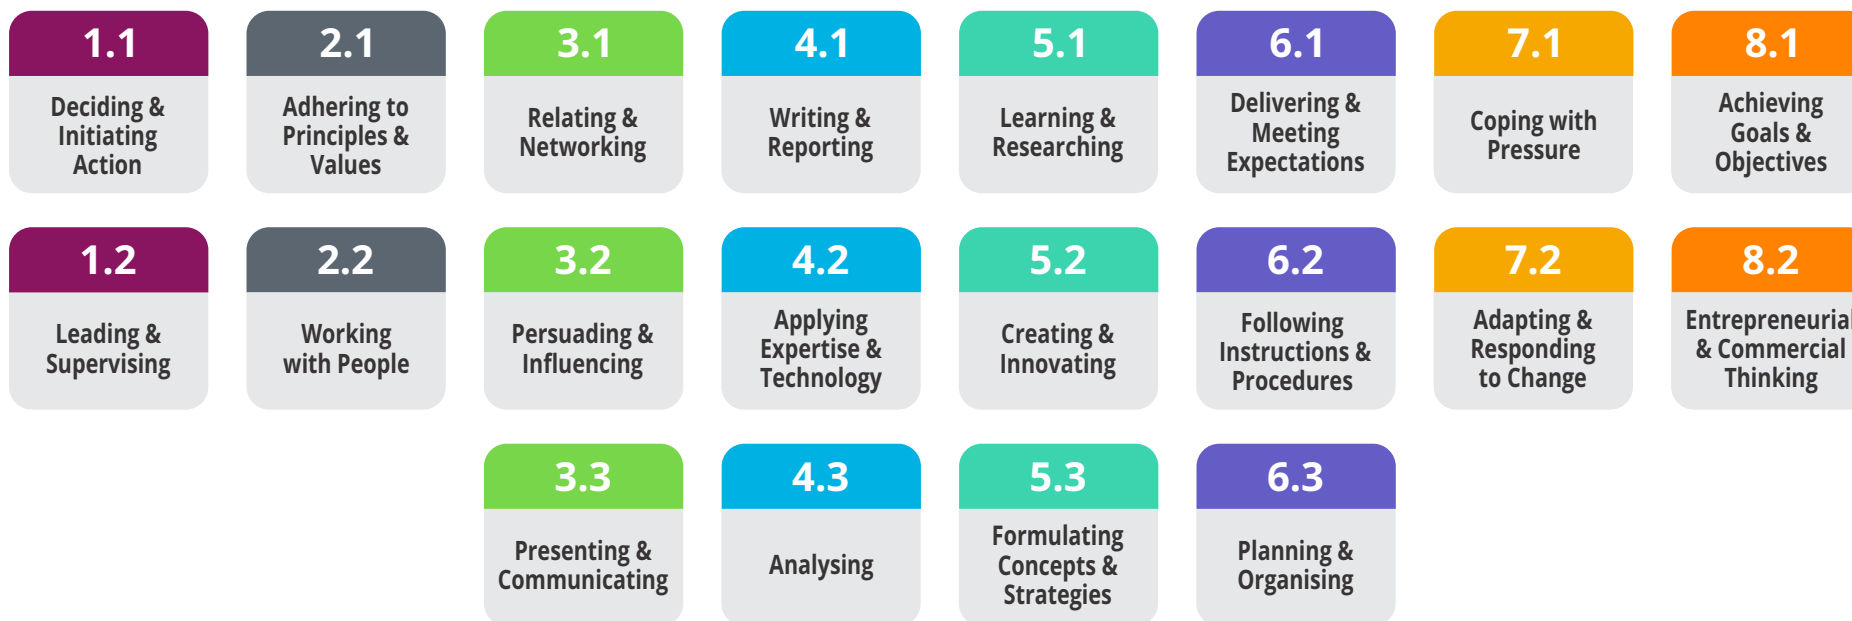 1.1
Deciding &
Initiating
Action
2.1
Adhering to
Principles &
Values
3.1
Relating &
Networking
4.1
Writing &
Reporting
5.1
Learning &
Researching
6.1
Delivering &
Meeting
Expectations
7.1
Coping with
Pressure
8.1
Achieving
Goals &
Objectives
1.2
Leading &
Supervising
2.2
Working
with People
3.2
Persuading &
Influencing
4.2
Applying
Expertise &
Technology
5.2
Creating &
Innovating
6.2
Following
Instructions &
Procedures
7.2
Adapting &
Responding
to Change
8.2
Entrepreneurial
& Commercial
Thinking
3.3
Presenting &
Communicating
4.3
Analysing
5.3
Formulating
Concepts &
Strategies
6.3
Planning &
Organising